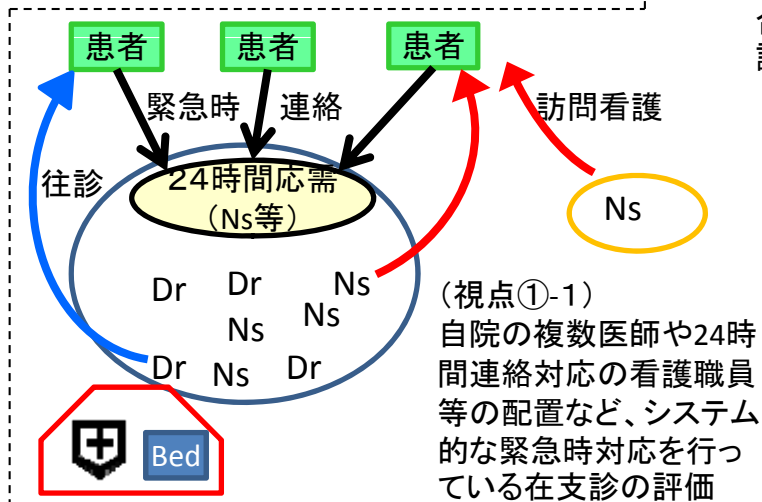 患者 患者 患者
緊急時 連絡 訪問看護
往診
24時間応需
（Ns等）
Ns
Dr Dr Ns
Ns Ns
Dr Ns Dr
Bed
（視点①-1）
自院の複数医師や24時
間連絡対応の看護職員
等の配置など、システム
的な緊急時対応を行っ
ている在支診の評価